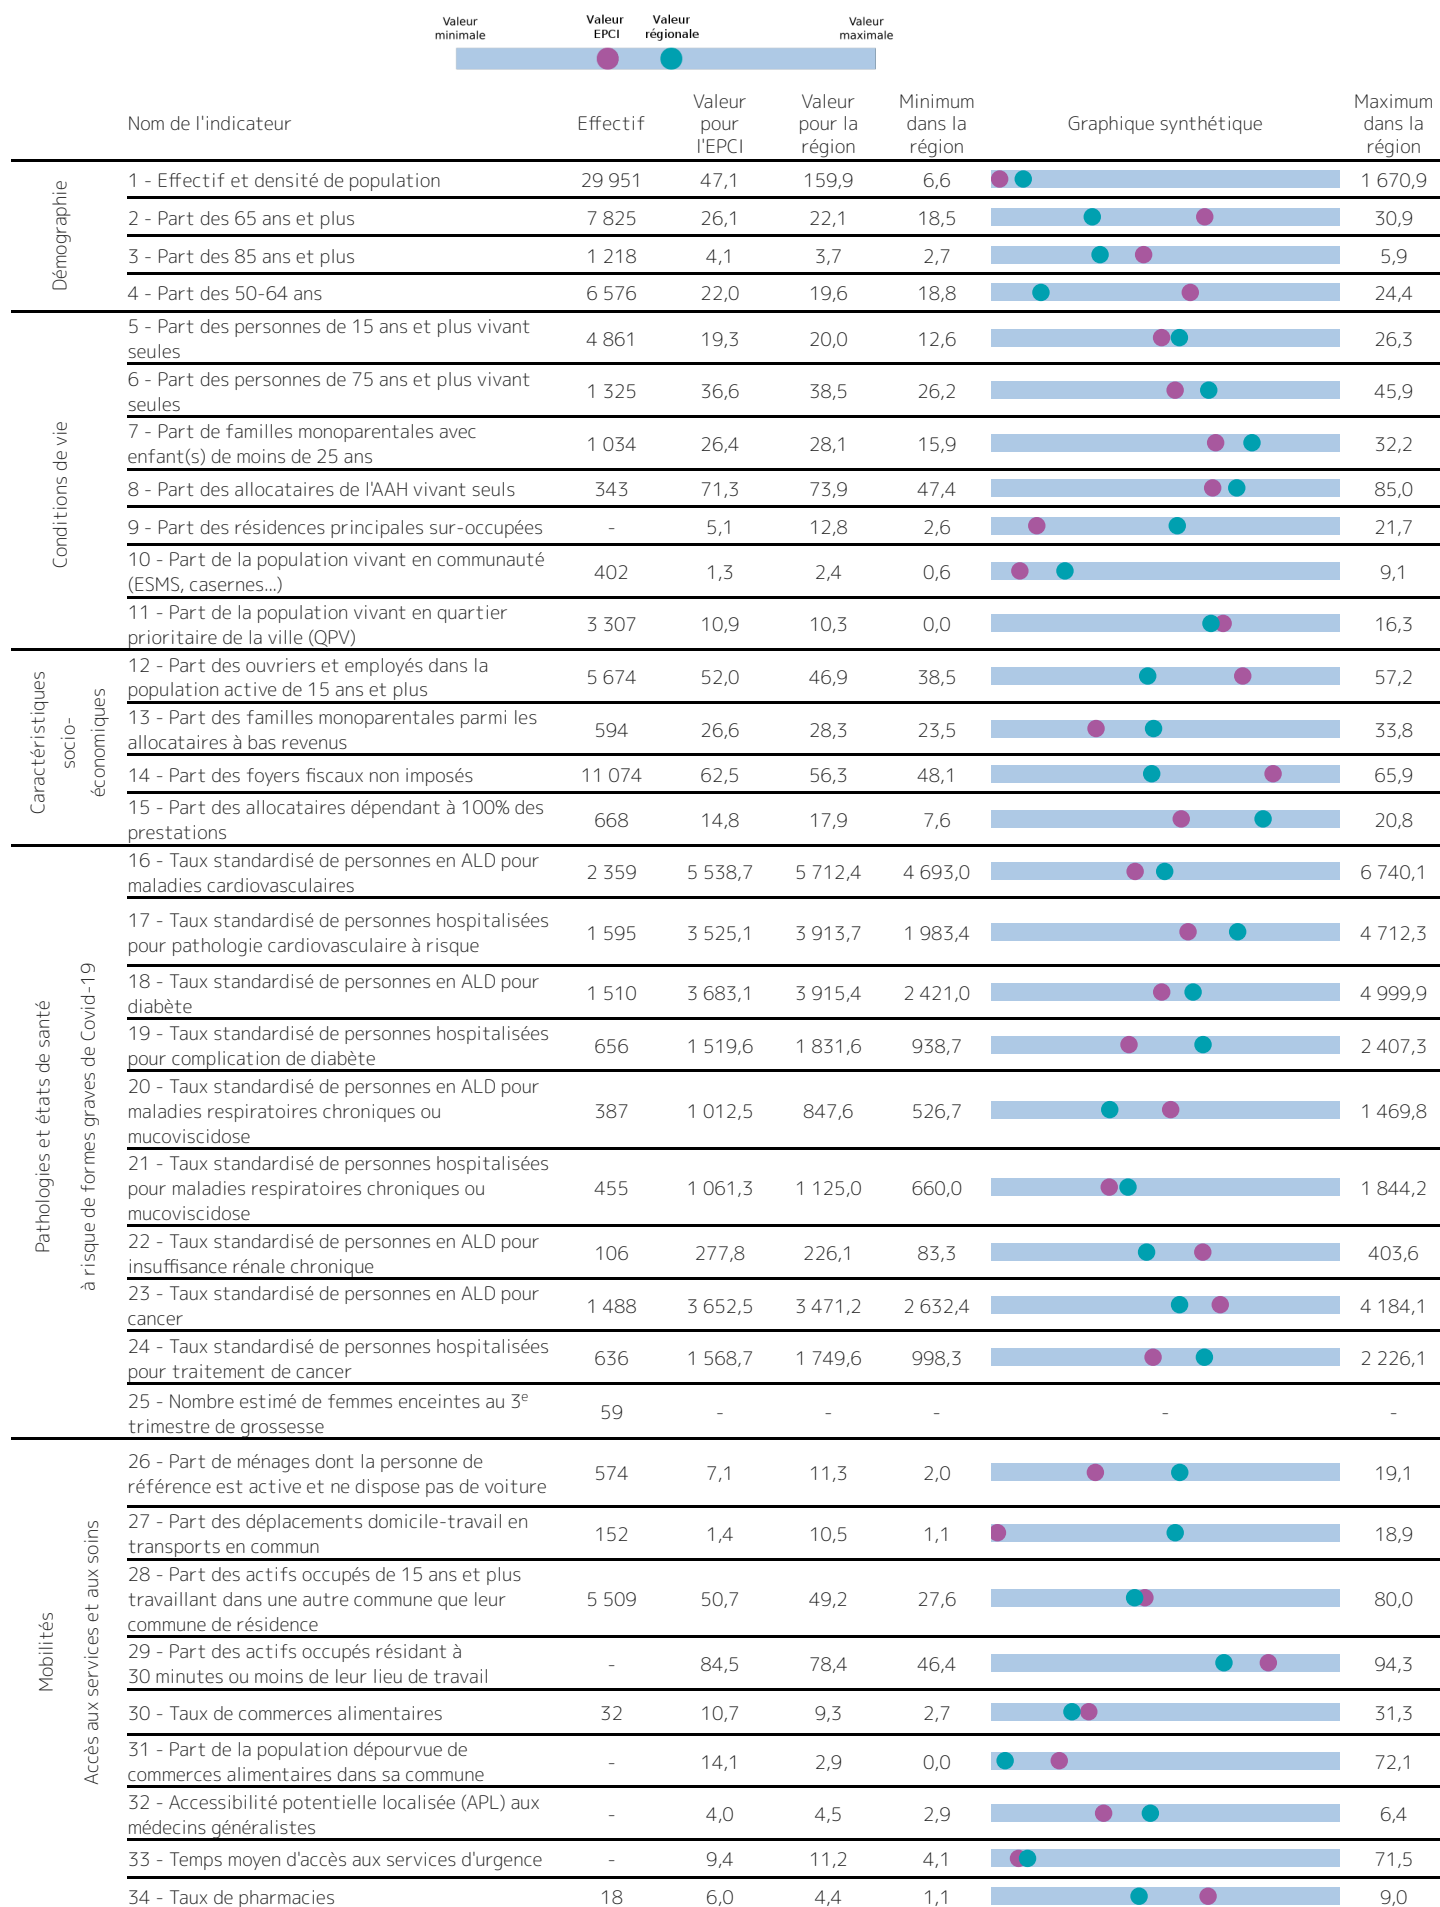 Valeur minimale
Valeur EPCI
Valeur régionale
Valeur maximale
Nom de l'indicateur
Effectif
Valeur pour l'EPCI
Valeur pour la région
Minimum dans la région
Graphique synthétique
Maximum dans la région
Démographie
1 - Effectif et densité de population 29 951 47,1 159,9 6,6 1 670,9
2 - Part des 65 ans et plus 7 825 26,1 22,1 18,5 30,9
3 - Part des 85 ans et plus 1 218 4,1 3,7 2,7 5,9
4 - Part des 50-64 ans 6 576 22,0 19,6 18,8 24,4
Conditions de vie
5 - Part des personnes de 15 ans et plus vivant
seules 4 861 19,3 20,0 12,6 26,3
6 - Part des personnes de 75 ans et plus vivant
seules 1 325 36,6 38,5 26,2 45,9
7 - Part de familles monoparentales avec
enfant(s) de moins de 25 ans 1 034 26,4 28,1 15,9 32,2
8 - Part des allocataires de l'AAH vivant seuls 343 71,3 73,9 47,4 85,0
9 - Part des résidences principales sur-occupées - 5,1 12,8 2,6 21,7
10 - Part de la population vivant en communauté
(ESMS, casernes...) 402 1,3 2,4 0,6 9,1
11 - Part de la population vivant en quartier
prioritaire de la ville (QPV) 3 307 10,9 10,3 0,0 16,3
Caractéristiques
socio-
économiques
12 - Part des ouvriers et employés dans la
population active de 15 ans et plus 5 674 52,0 46,9 38,5 57,2
13 - Part des familles monoparentales parmi les
allocataires à bas revenus 594 26,6 28,3 23,5 33,8
14 - Part des foyers fiscaux non imposés 11 074 62,5 56,3 48,1 65,9
15 - Part des allocataires dépendant à 100% des
prestations 668 14,8 17,9 7,6 20,8
Pathologies et états de santé
à risque de formes graves de Covid-19
16 - Taux standardisé de personnes en ALD pour
maladies cardiovasculaires 2 359 5 538,7 5 712,4 4 693,0 6 740,1
17 - Taux standardisé de personnes hospitalisées
pour pathologie cardiovasculaire à risque 1 595 3 525,1 3 913,7 1 983,4 4 712,3
18 - Taux standardisé de personnes en ALD pour
diabète 1 510 3 683,1 3 915,4 2 421,0 4 999,9
19 - Taux standardisé de personnes hospitalisées
pour complication de diabète 656 1 519,6 1 831,6 938,7 2 407,3
20 - Taux standardisé de personnes en ALD pour
maladies respiratoires chroniques ou
mucoviscidose 387 1 012,5 847,6 526,7 1 469,8
21 - Taux standardisé de personnes hospitalisées
pour maladies respiratoires chroniques ou
mucoviscidose 455 1 061,3 1 125,0 660,0 1 844,2
22 - Taux standardisé de personnes en ALD pour
insuffisance rénale chronique 106 277,8 226,1 83,3 403,6
23 - Taux standardisé de personnes en ALD pour
cancer 1 488 3 652,5 3 471,2 2 632,4 4 184,1
24 - Taux standardisé de personnes hospitalisées
pour traitement de cancer 636 1 568,7 1 749,6 998,3 2 226,1
25 - Nombre estimé de femmes enceintes au 3e
trimestre de grossesse 59 - - - - -
Mobilités
Accès aux services et aux soins
26 - Part de ménages dont la personne de
référence est active et ne dispose pas de voiture 574 7,1 11,3 2,0 19,1
27 - Part des déplacements domicile-travail en
transports en commun 152 1,4 10,5 1,1 18,9
28 - Part des actifs occupés de 15 ans et plus
travaillant dans une autre commune que leur
commune de résidence 5 509 50,7 49,2 27,6 80,0
29 - Part des actifs occupés résidant à
30 minutes ou moins de leur lieu de travail - 84,5 78,4 46,4 94,3
30 - Taux de commerces alimentaires 32 10,7 9,3 2,7 31,3
31 - Part de la population dépourvue de
commerces alimentaires dans sa commune - 14,1 2,9 0,0 72,1
32 - Accessibilité potentielle localisée (APL) aux
médecins généralistes - 4,0 4,5 2,9 6,4
33 - Temps moyen d'accès aux services d'urgence - 9,4 11,2 4,1 71,5
34 - Taux de pharmacies 18 6,0 4,4 1,1 9,0